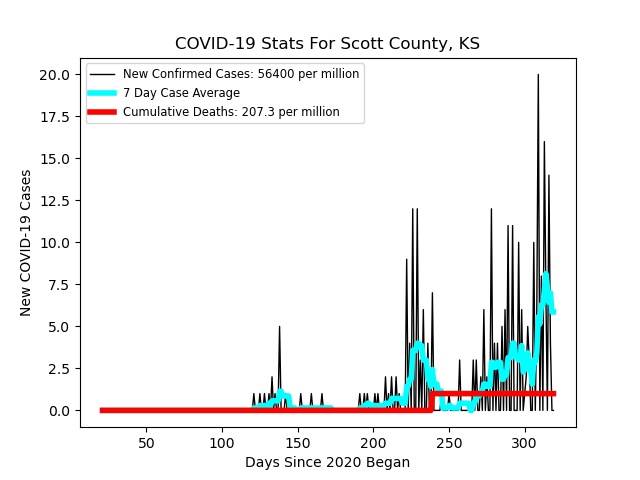 COVID-19 Stats For Scott County, KS
New Confirmed Cases: 56400 per million
7 Day Case Average
Cumulative Deaths: 207.3 per million
New COVID-19 Cases
20.0
17.5
15.0
12.5
10.0
7.5
5.0
2.5
0.0
50 100 150 200 250 300
Days Since 2020 Began